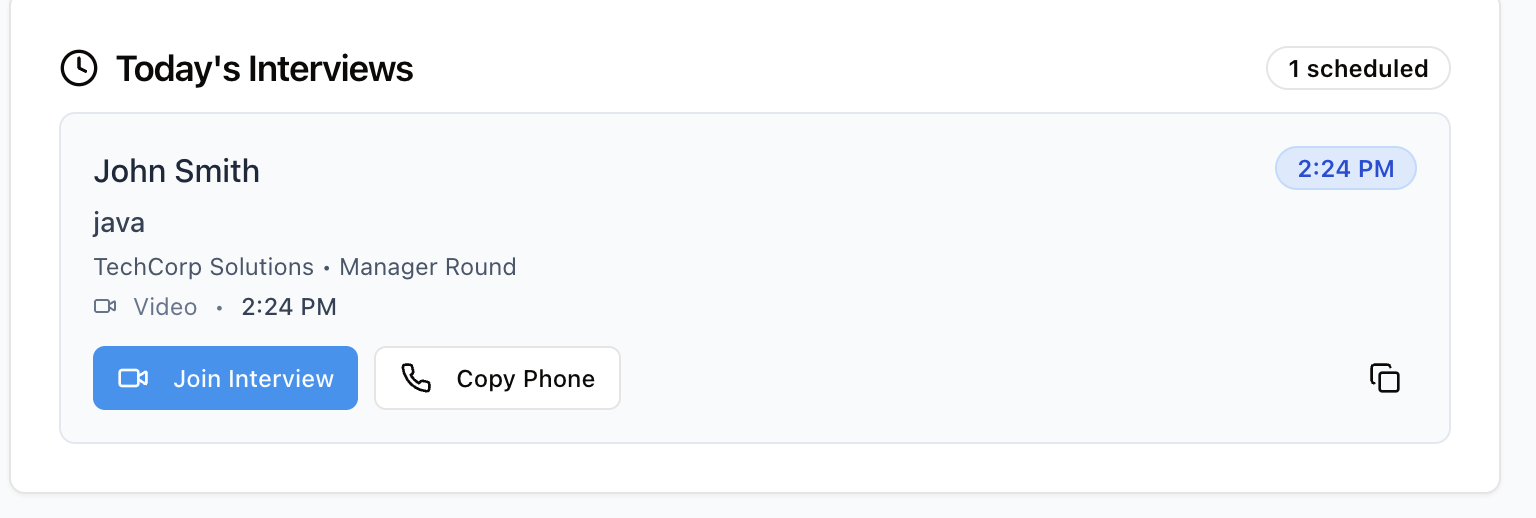 Today's Interviews
1 scheduled
John Smith
2:24 PM
java
TechCorp Solutions • Manager Round
Video • 2:24 PM
Join Interview
Copy Phone